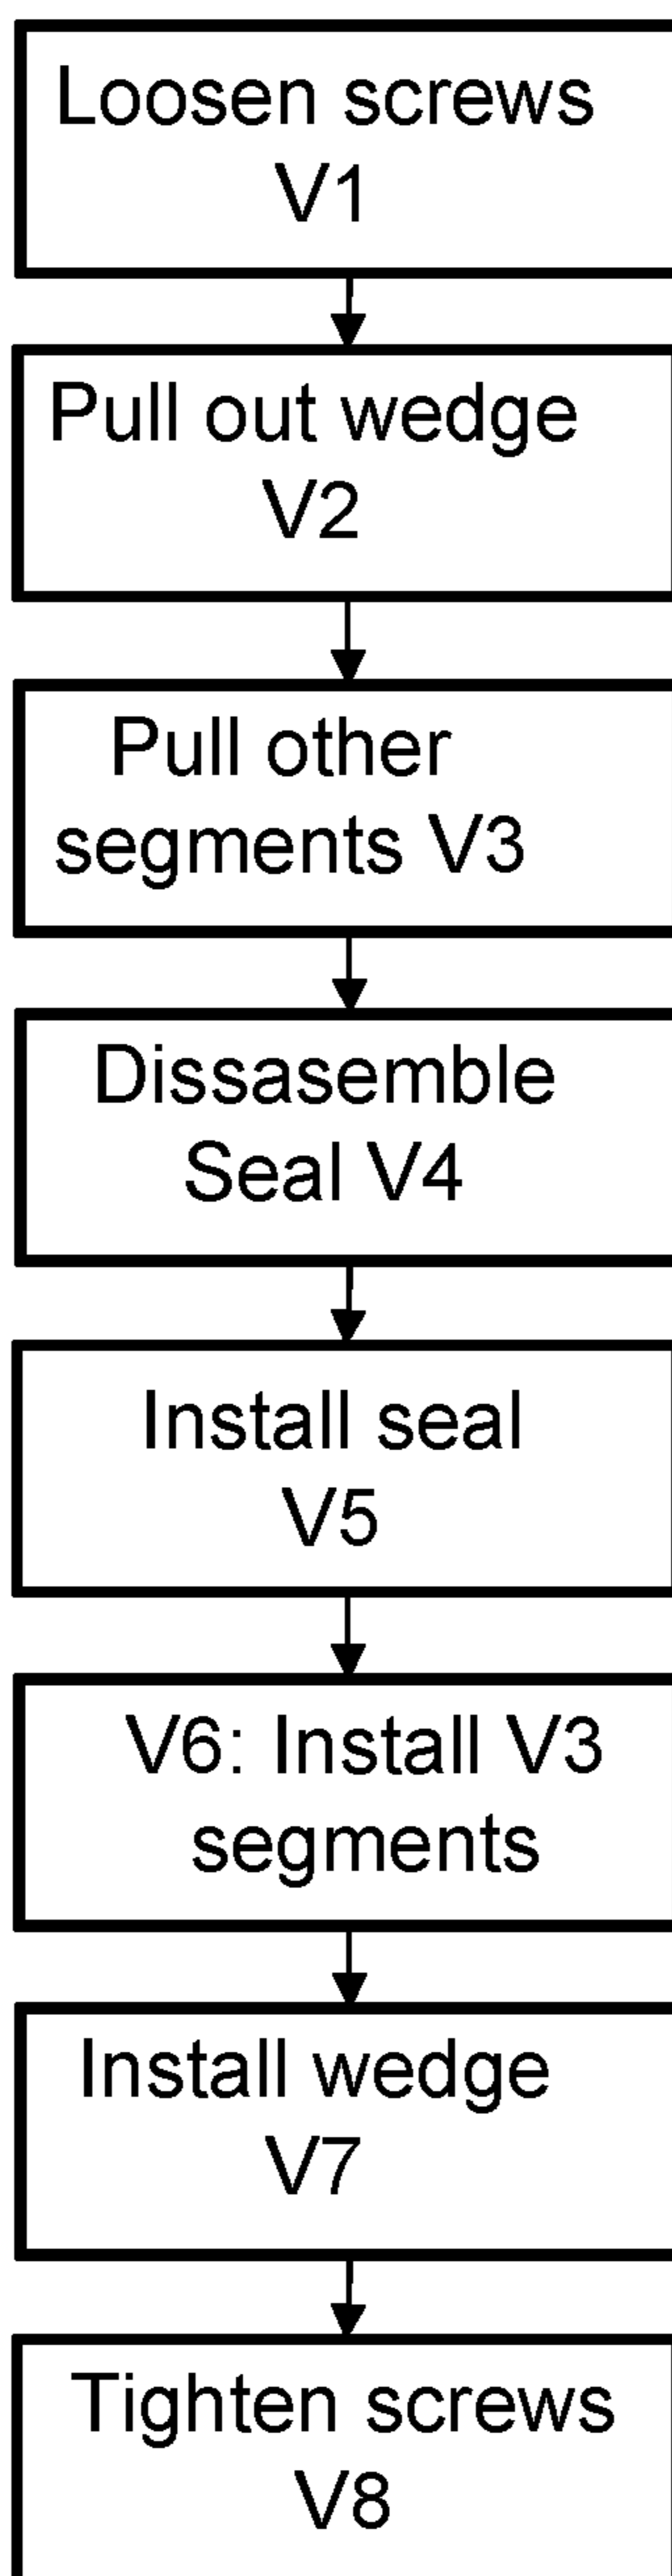 Loosen screws
V1
Pull out wedge
V2
Pull other
segments V3
Dissasemble
Seal V4
Install seal
V5
V6: Install V3
segments
Install wedge
V7
Tighten screws
V8